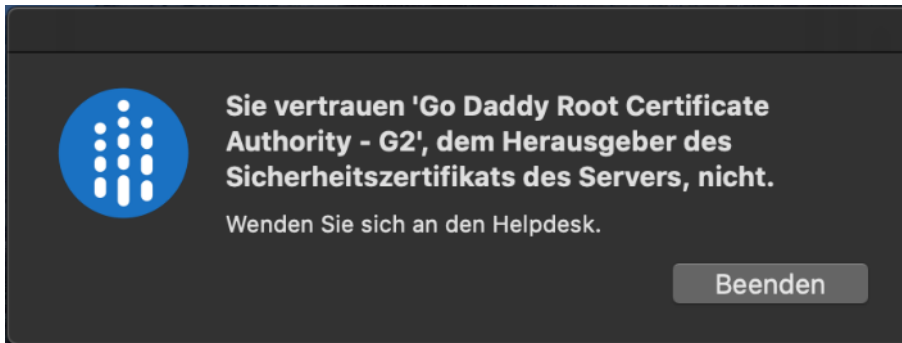 Sie vertrauen 'Go Daddy Root Certificate
Authority - G2', dem Herausgeber des
Sicherheitszertifikats des Servers, nicht.
Wenden Sie sich an den Helpdesk.
Beenden